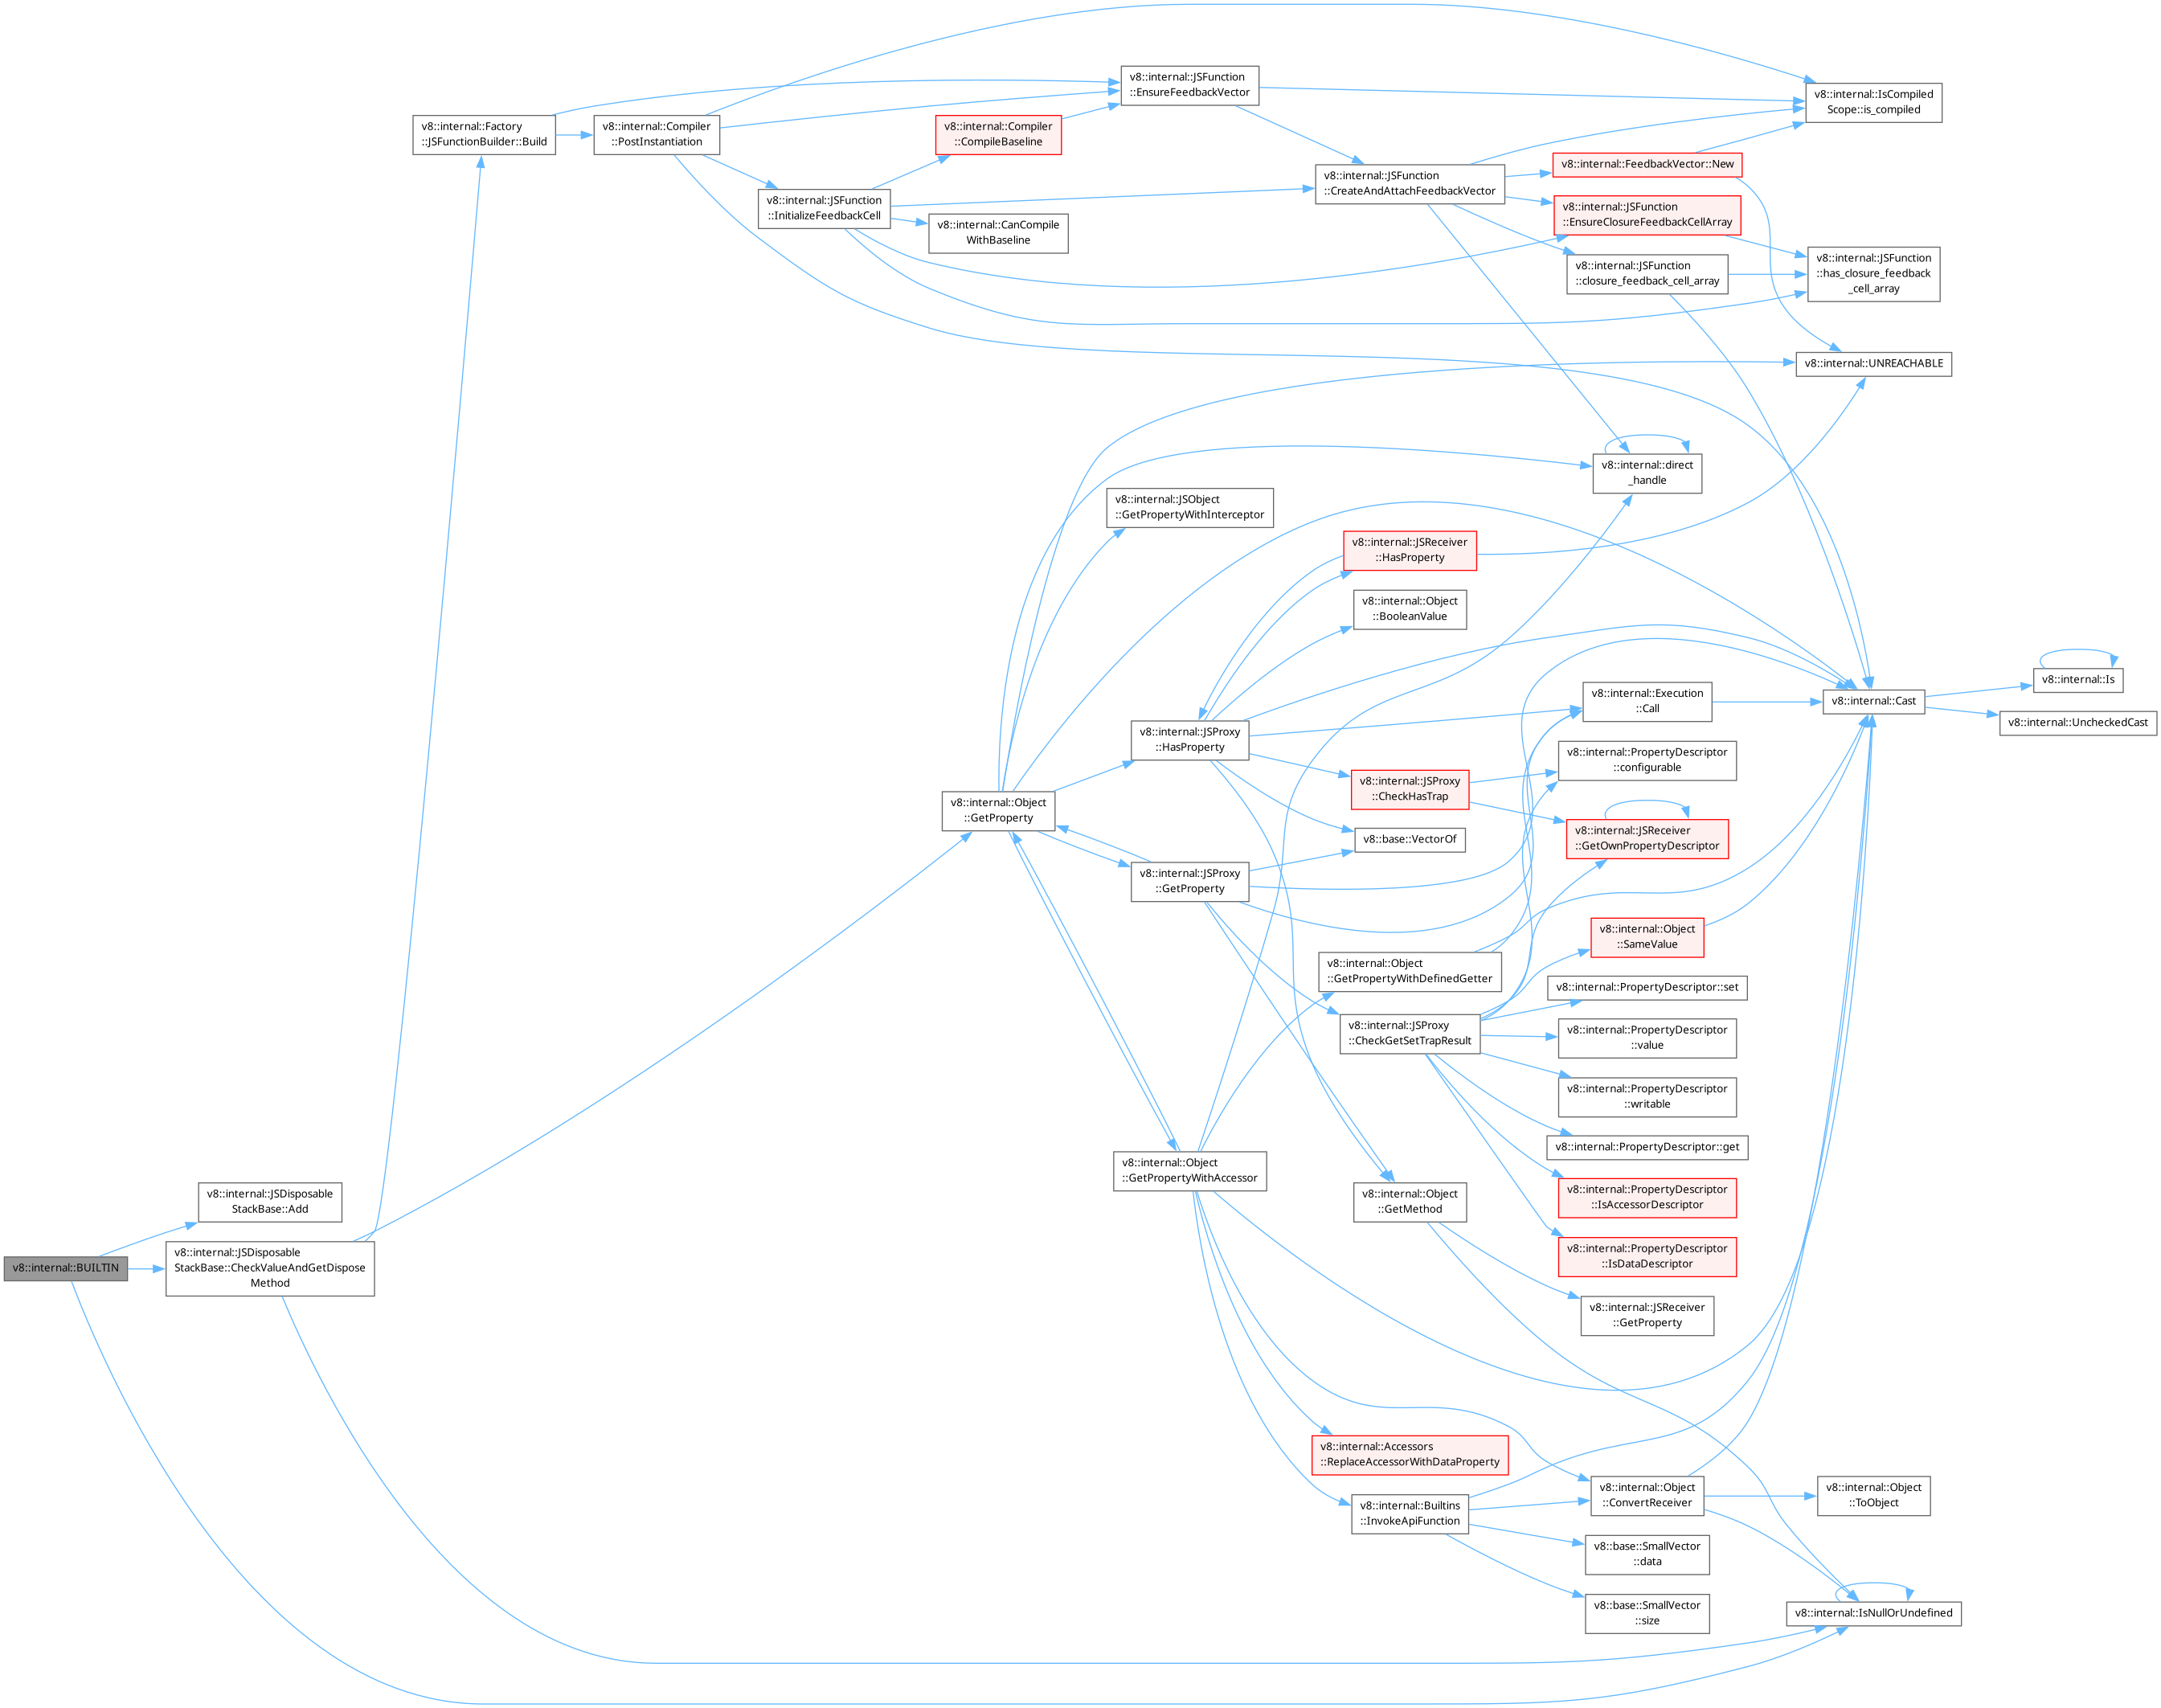 v8::internal::BUILTIN
v8::internal::JSDisposable
StackBase::Add
v8::internal::JSDisposable
StackBase::CheckValueAndGetDispose
Method
v8::internal::Factory
::JSFunctionBuilder::Build
v8::internal::Compiler
::PostInstantiation
v8::internal::JSFunction
::InitializeFeedbackCell
v8::internal::Compiler
::CompileBaseline
v8::internal::CanCompile
WithBaseline
v8::internal::JSFunction
::EnsureFeedbackVector
v8::internal::JSFunction
::CreateAndAttachFeedbackVector
v8::internal::FeedbackVector::New
v8::internal::JSFunction
::EnsureClosureFeedbackCellArray
v8::internal::JSFunction
::closure_feedback_cell_array
v8::internal::IsCompiled
Scope::is_compiled
v8::internal::JSFunction
::has_closure_feedback
_cell_array
v8::internal::UNREACHABLE
v8::internal::direct
_handle
v8::internal::JSObject
::GetPropertyWithInterceptor
v8::internal::JSReceiver
::HasProperty
v8::internal::Object
::BooleanValue
v8::internal::Object
::GetProperty
v8::internal::JSProxy
::HasProperty
v8::internal::Execution
::Call
v8::internal::Cast
v8::internal::Is
v8::internal::UncheckedCast
v8::internal::PropertyDescriptor
::configurable
v8::internal::JSProxy
::CheckHasTrap
v8::internal::JSReceiver
::GetOwnPropertyDescriptor
v8::base::VectorOf
v8::internal::JSProxy
::GetProperty
v8::internal::Object
::SameValue
v8::internal::Object
::GetPropertyWithDefinedGetter
v8::internal::PropertyDescriptor::set
v8::internal::JSProxy
::CheckGetSetTrapResult
v8::internal::PropertyDescriptor
::value
v8::internal::PropertyDescriptor
::writable
v8::internal::PropertyDescriptor::get
v8::internal::Object
::GetPropertyWithAccessor
v8::internal::Object
::GetMethod
v8::internal::PropertyDescriptor
::IsAccessorDescriptor
v8::internal::PropertyDescriptor
::IsDataDescriptor
v8::internal::JSReceiver
::GetProperty
v8::internal::Accessors
::ReplaceAccessorWithDataProperty
v8::internal::Builtins
::InvokeApiFunction
v8::internal::Object
::ConvertReceiver
v8::internal::Object
::ToObject
v8::base::SmallVector
::data
v8::base::SmallVector
::size
v8::internal::IsNullOrUndefined